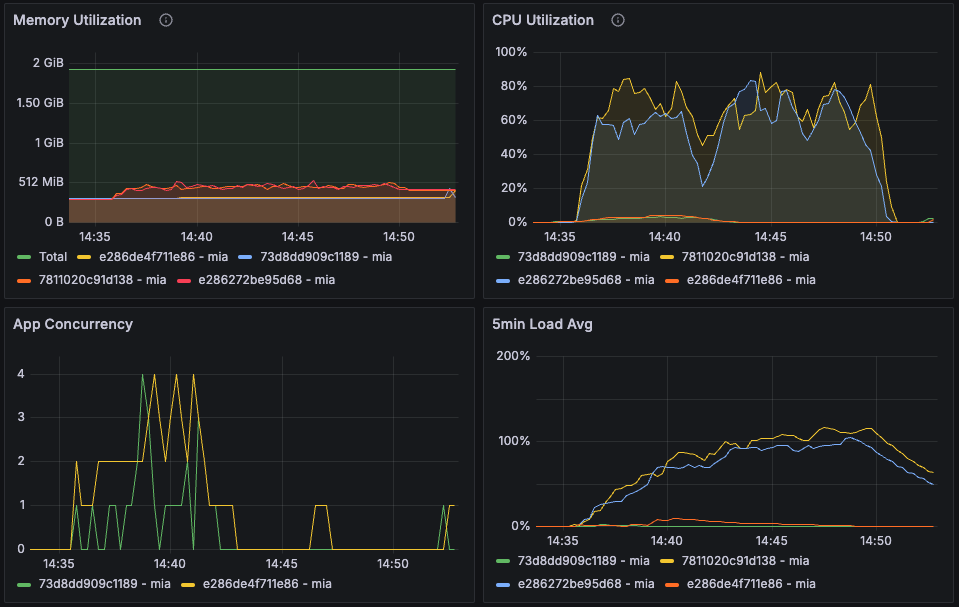 Memory Utilization
2 GiB
1.50 GiB
1 GiB
512 MiB
0 B
14:35 14:40 14:45 14:50
Total e286de4f711e86 - mia 73d8dd909c1189 - mia
7811020c91d138 - mia e286272be95d68 - mia
CPU Utilization
100%
80%
60%
40%
20%
0%
14:35 14:40 14:45 14:50
73d8dd909c1189 - mia 7811020c91d138 - mia
e286272be95d68 - mia e286de4f711e86 - mia
App Concurrency
4
3
2
1
0
14:35 14:40 14:45 14:50
73d8dd909c1189 - mia e286de4f711e86 - mia
5min Load Avg
200%
100%
0%
14:35 14:40 14:45 14:50
73d8dd909c1189 - mia 7811020c91d138 - mia
e286272be95d68 - mia e286de4f711e86 - mia